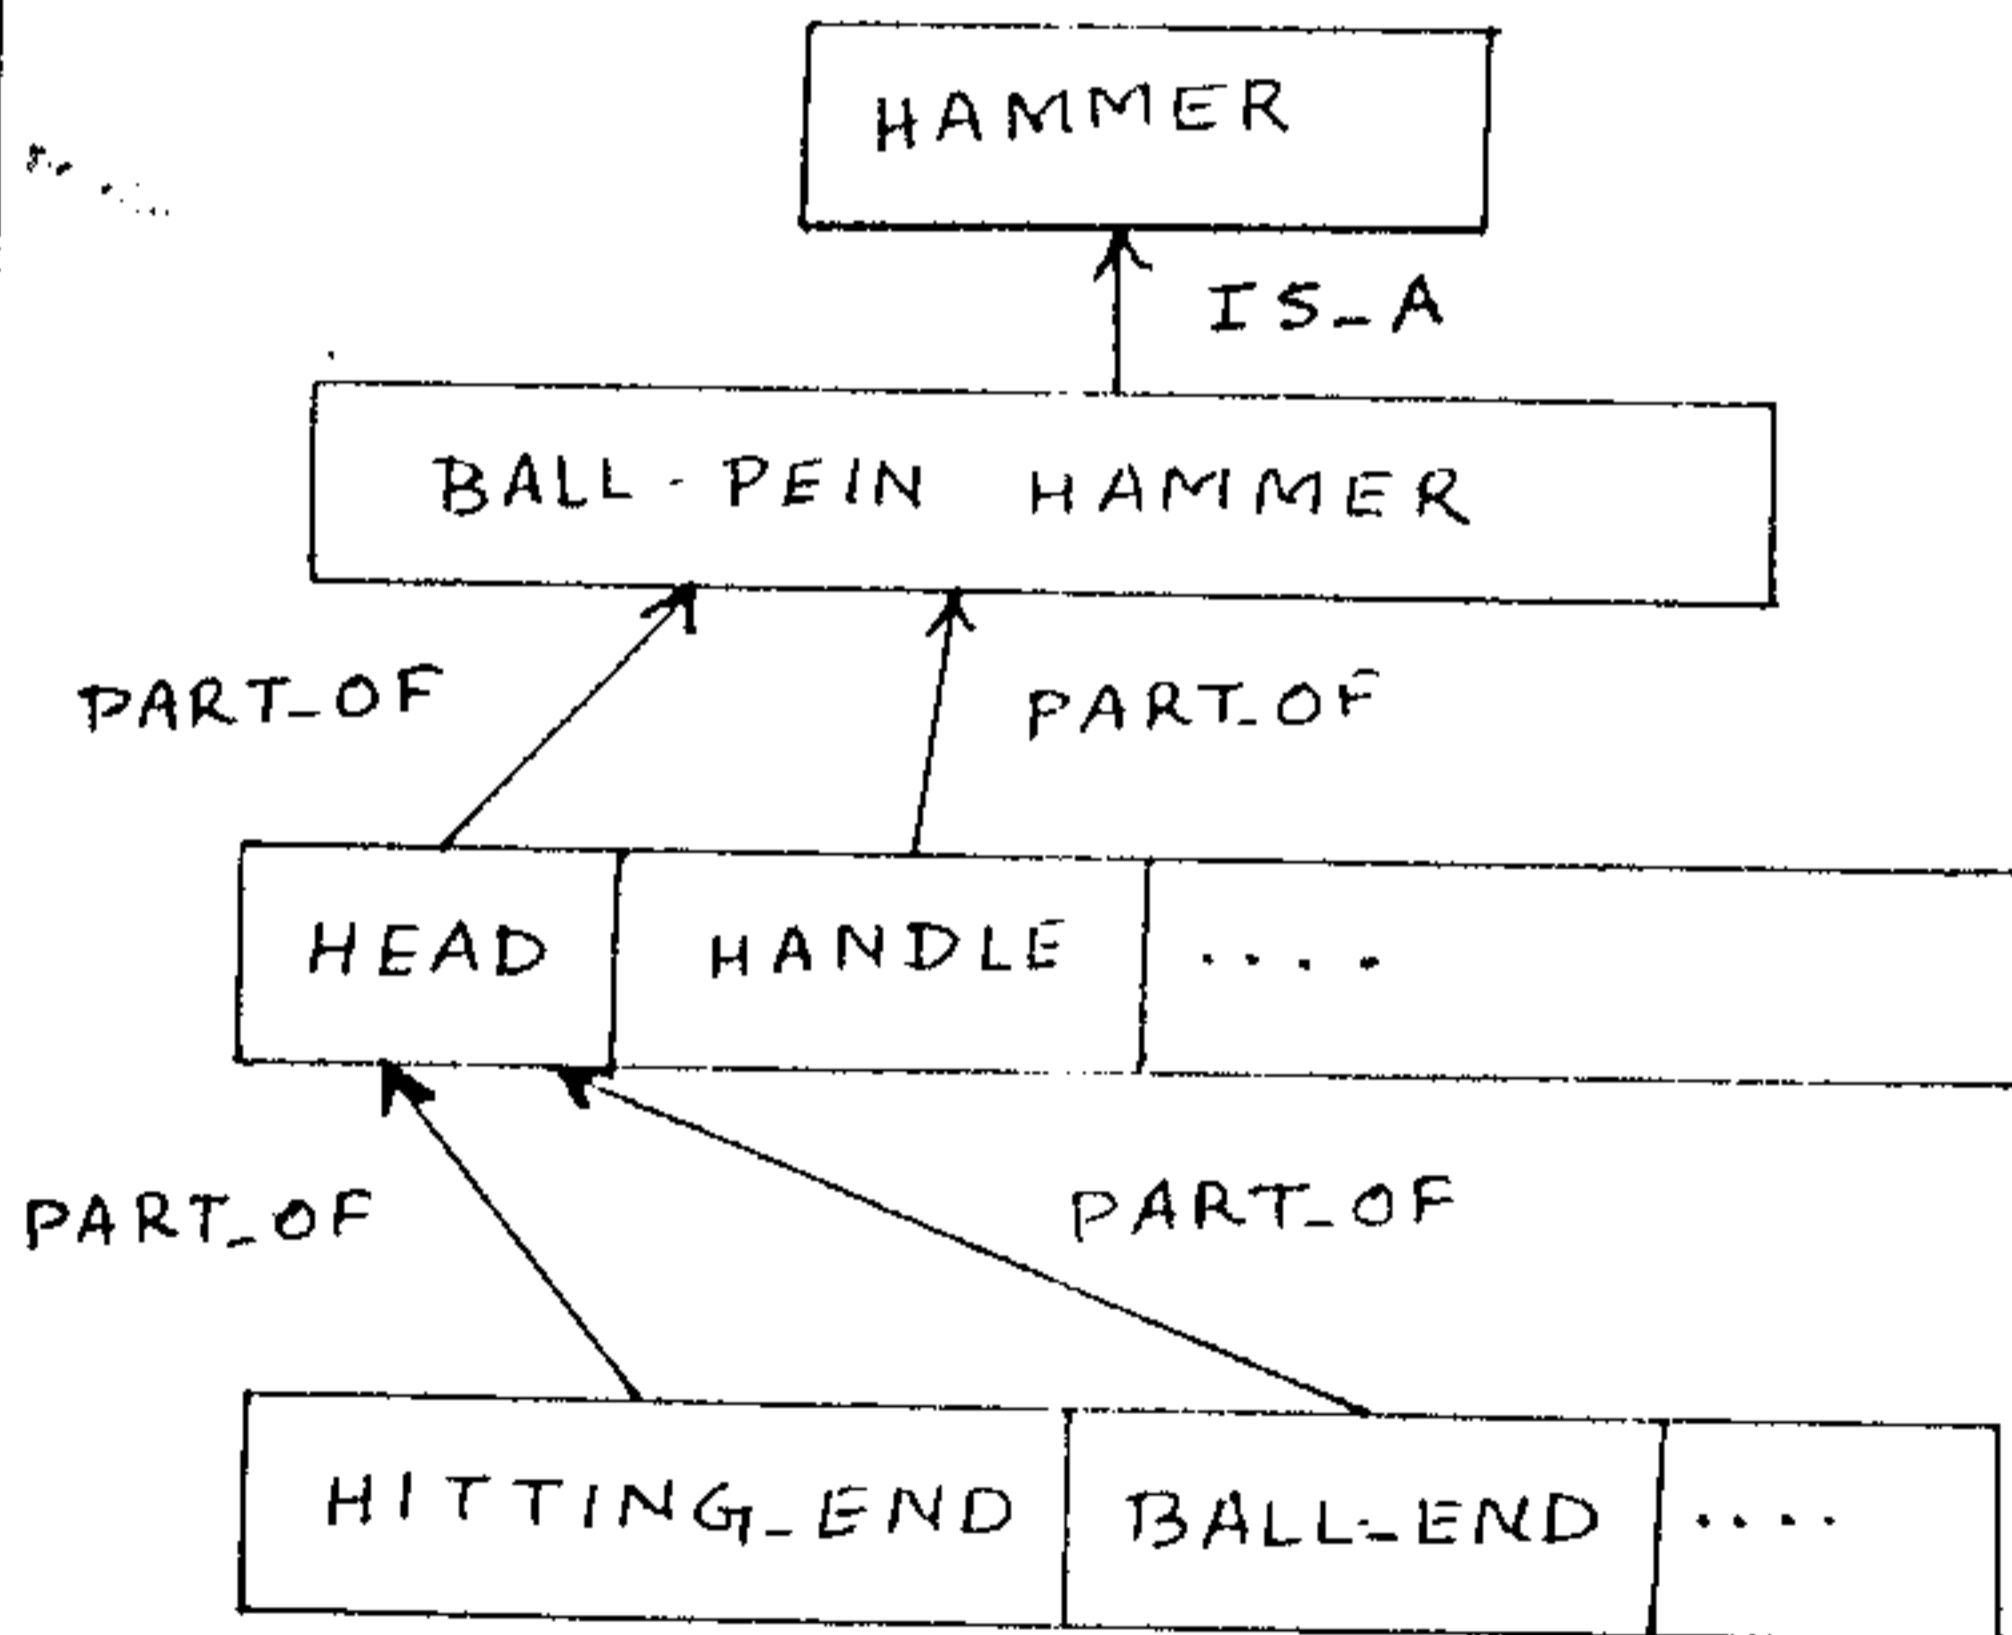 HAMMER
IS_A
BALL-PEIN HAMMER
PART_OF PART_OF
HEAD HANDLE ....
PART_OF PART_OF
HITTING_END BALL_END ....